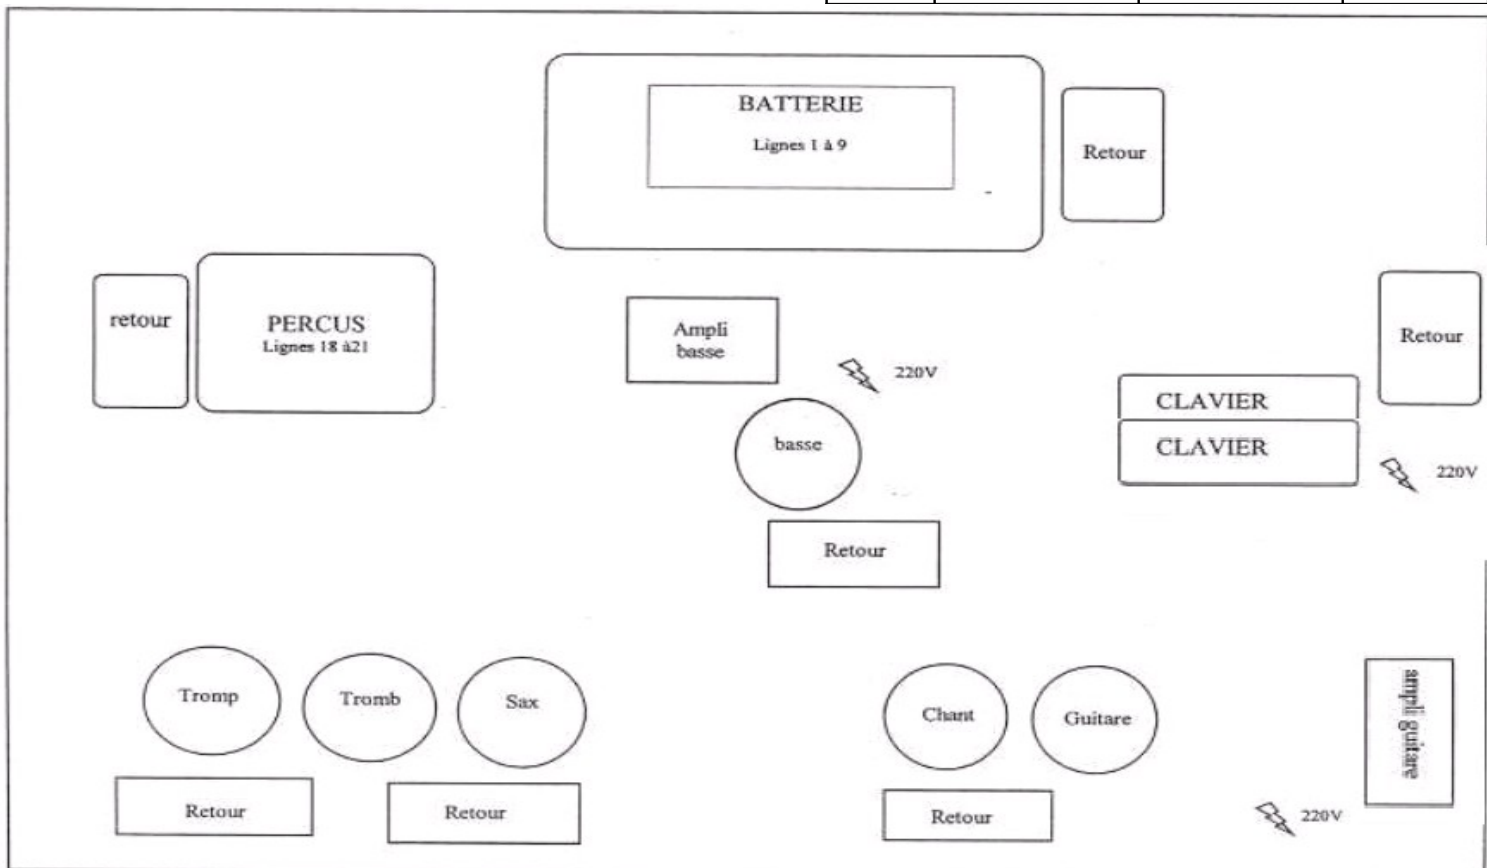 BATTERIE
Lignes 1 à 9
Retour
retour
PERCUS
Lignes 18 à21
Ampli
basse
220V
Retour
CLAVIER
CLAVIER
basse
220V
Retour
Tromp
Tromb
Sax
Chant
Guitare
ampli guitare
Retour
Retour
Retour
220V